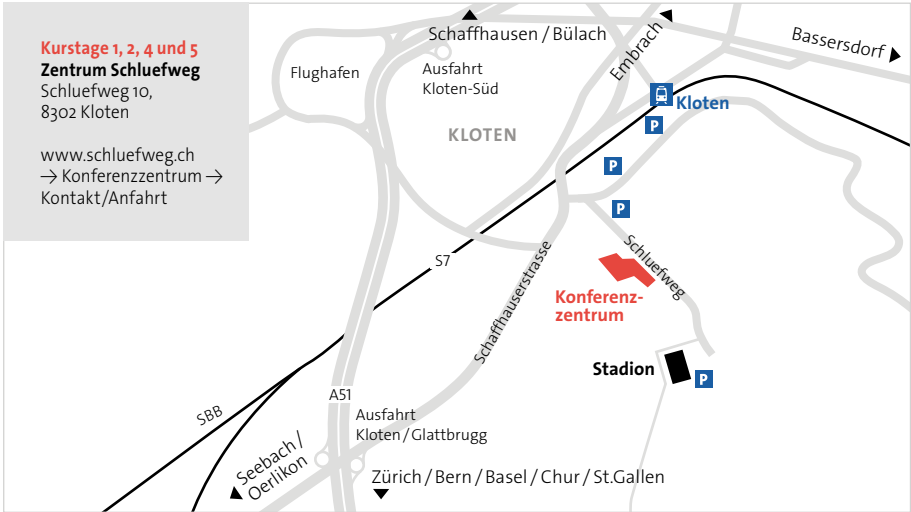 Kurstage 1, 2, 4 und 5
Zentrum Schluefweg
Schluefweg 10,
8302 Kloten
www.schluefweg.ch
→ Konferenzzentrum →
Kontakt/Anfahrt
Schaffhausen / Bülach
Embrach
Bassersdorf
Flughafen
Ausfahrt
Kloten-Süd
KLOTEN
Kloten
P
P
P
S7
Schaffhauserstrasse
Schluefweg
Konferenz-
zentrum
Stadion
P
SBB
A51
Ausfahrt
Kloten / Glattbrugg
Seebach /
Oerlikon
Zürich / Bern / Basel / Chur / St.Gallen